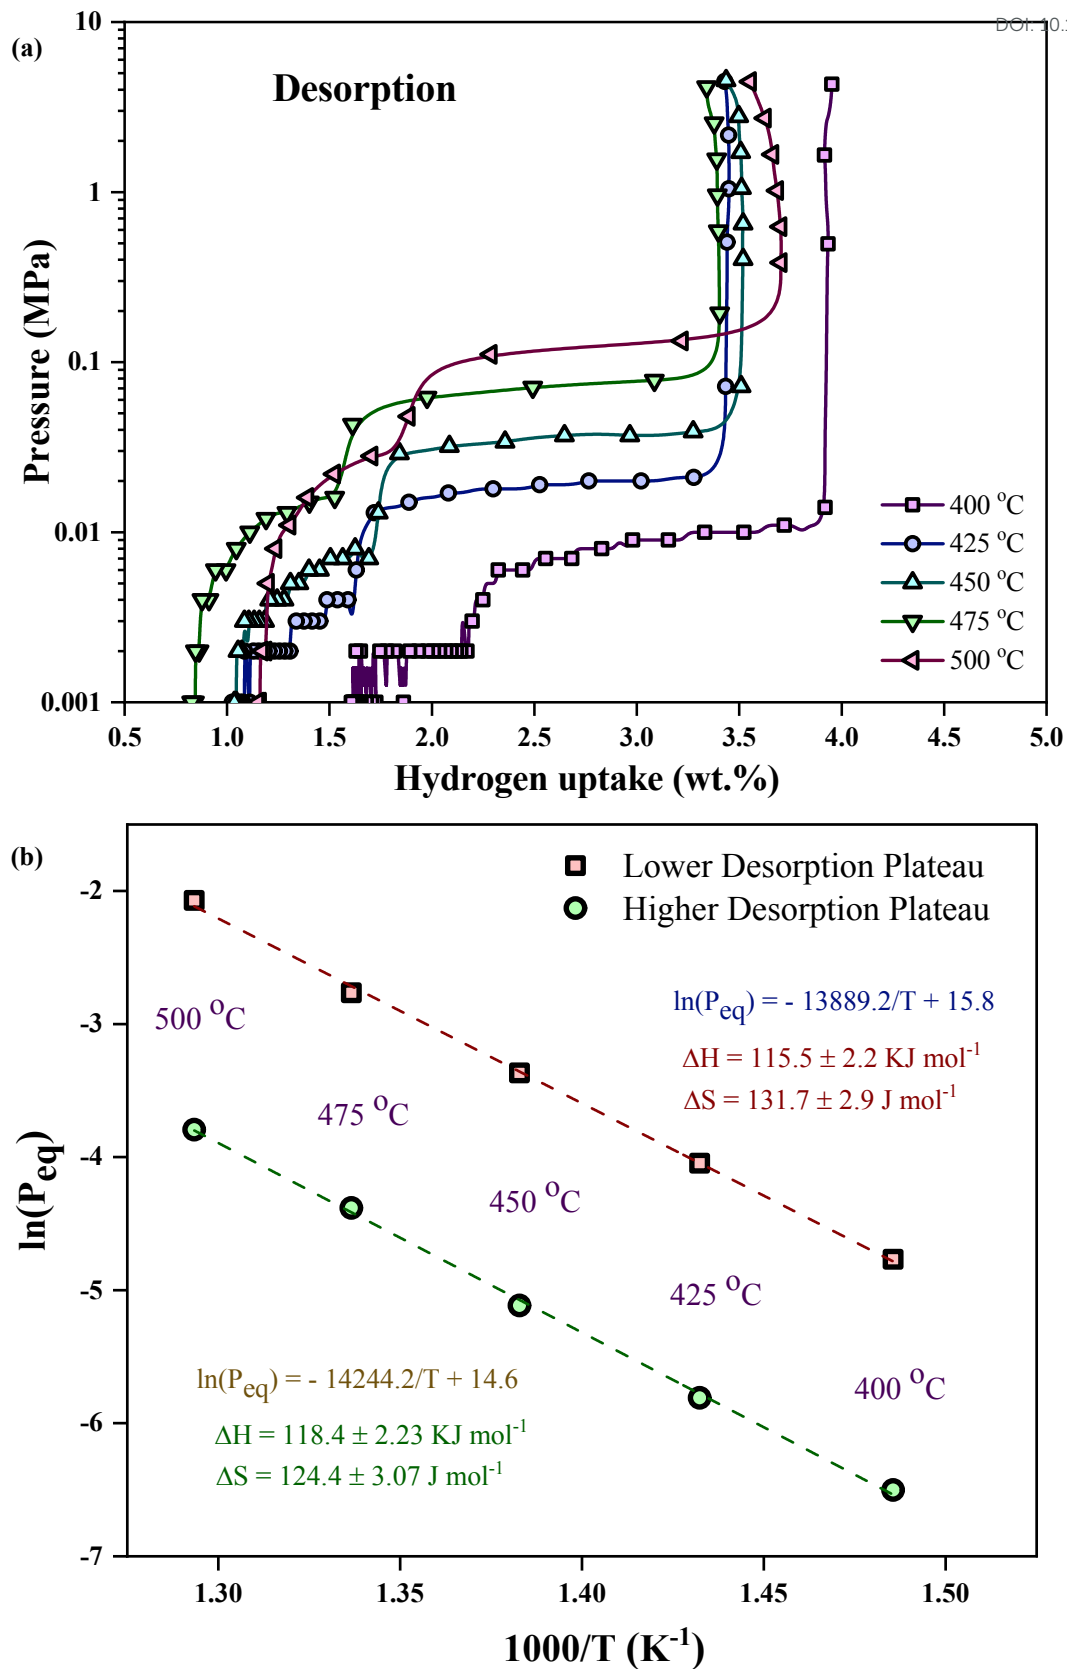 DOI: 10.
(a)
Desorption
10
1
0.1
0.01
0.001
Pressure (MPa)
400 °C
425 °C
450 °C
475 °C
500 °C
0.5 1.0 1.5 2.0 2.5 3.0 3.5 4.0 4.5 5.0
Hydrogen uptake (wt.%)
(b)
Lower Desorption Plateau
Higher Desorption Plateau
-2
-3
-4
-5
-6
-7
ln(P_eq)
ln(P_eq) = - 13889.2/T + 15.8
ΔH = 115.5 ± 2.2 KJ mol⁻¹
ΔS = 131.7 ± 2.9 J mol⁻¹
500 °C
475 °C
450 °C
425 °C
400 °C
ln(P_eq) = - 14244.2/T + 14.6
ΔH = 118.4 ± 2.23 KJ mol⁻¹
ΔS = 124.4 ± 3.07 J mol⁻¹
1.30 1.35 1.40 1.45 1.50
1000/T (K⁻¹)